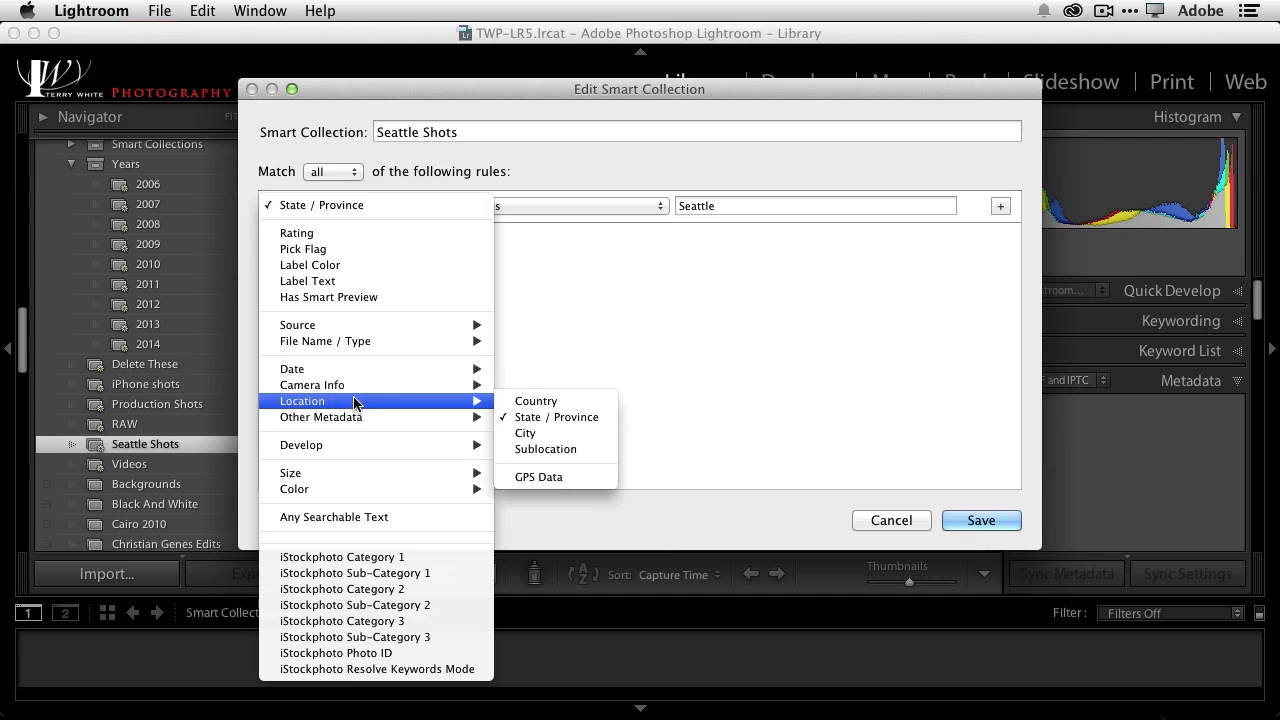 Lightroom File Edit Window Help Adobe
TWP-LR5.lrcat – Adobe Photoshop Lightroom – Library
TERRY WHITE PHOTOGRAPHY
Slideshow Print Web
Edit Smart Collection
Navigator
Histogram
Smart Collection: Seattle Shots
Smart Collections
Years
Match all of the following rules:
2006
2007
2008
2009
2010
2011
2012
2013
2014
Delete These
iPhone shots
Production Shots
RAW
Seattle Shots
Videos
Backgrounds
Black And White
Cairo 2010
Christian Genes Edits
✓ State / Province
Seattle +
Rating
Pick Flag
Label Color
Label Text
Has Smart Preview
Source
File Name / Type
Date
Camera Info
Location
Other Metadata
Develop
Size
Color
Any Searchable Text
iStockphoto Category 1
iStockphoto Sub-Category 1
iStockphoto Category 2
iStockphoto Sub-Category 2
iStockphoto Category 3
iStockphoto Sub-Category 3
iStockphoto Photo ID
iStockphoto Resolve Keywords Mode
Country
✓ State / Province
City
Sublocation
GPS Data
Cancel Save
Quick Develop
Keywording
Keyword List
and IPTC Metadata
Import...
Sort: Capture Time
Thumbnails
Sync Metadata Sync Settings
1 2
Filter : Filters Off